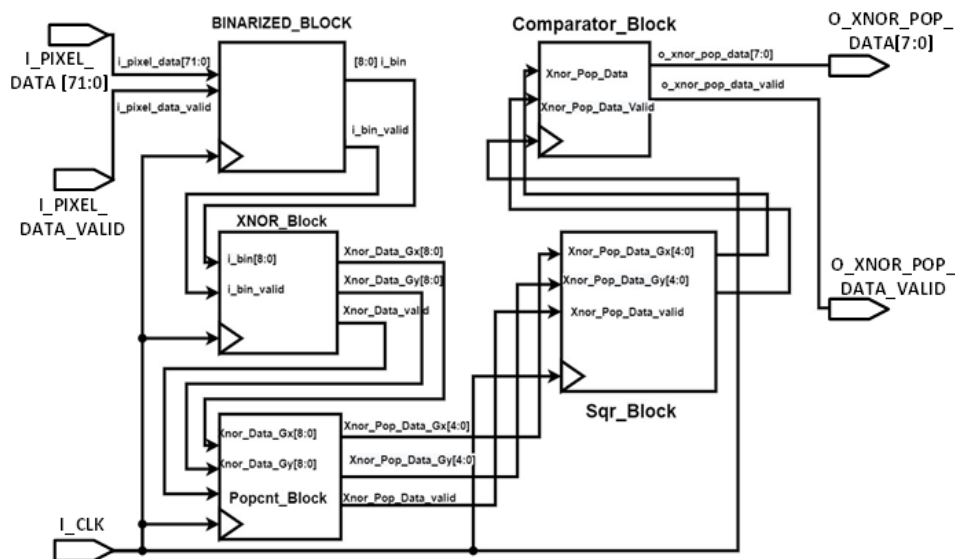 BINARIZED_BLOCK
I_PIXEL_
DATA [71:0]
i_pixel_data[71:0]
i_pixel_data_valid
[8:0] i_bin
i_bin_valid
I_PIXEL_
DATA_VALID
Comparator_Block
Xnor_Pop_Data
Xnor_Pop_Data_Valid
o_xnor_pop_data[7:0]
o_xnor_pop_data_valid
O_XNOR_POP_
DATA[7:0]
XNOR_Block
i_bin[8:0]
i_bin_valid
Xnor_Data_Gx[8:0]
Xnor_Data_Gy[8:0]
Xnor_Data_valid
Xnor_Pop_Data_Gx[4:0]
Xnor_Pop_Data_Gy[4:0]
Xnor_Pop_Data_valid
Sqr_Block
O_XNOR_POP_
DATA_VALID
Xnor_Data_Gx[8:0]
Xnor_Data_Gy[8:0]
Popcnt_Block
Xnor_Pop_Data_Gx[4:0]
Xnor_Pop_Data_Gy[4:0]
Xnor_Pop_Data_valid
I_CLK